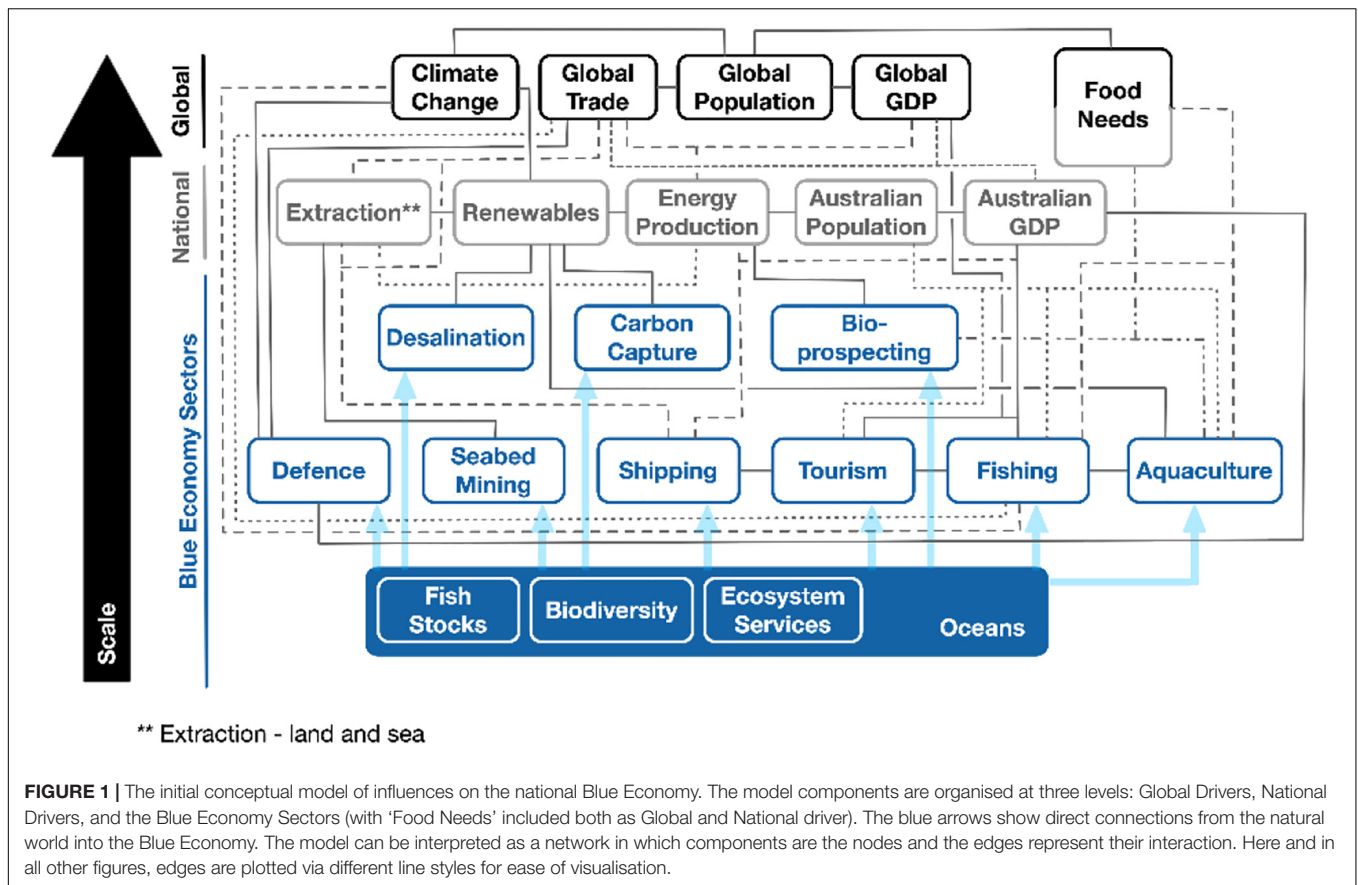 Global
Climate
Change
Global
Trade
Global
Population
Global
GDP
Food
Needs
National
Extraction**
Renewables
Energy
Production
Australian
Population
Australian
GDP
Blue Economy Sectors
Desalination
Carbon
Capture
Bio-
prospecting
Defence
Seabed
Mining
Shipping
Tourism
Fishing
Aquaculture
Scale
Fish
Stocks
Biodiversity
Ecosystem
Services
Oceans
** Extraction - land and sea
FIGURE 1 | The initial conceptual model of influences on the national Blue Economy. The model components are organised at three levels: Global Drivers, National
Drivers, and the Blue Economy Sectors (with ‘Food Needs’ included both as Global and National driver). The blue arrows show direct connections from the natural
world into the Blue Economy. The model can be interpreted as a network in which components are the nodes and the edges represent their interaction. Here and in
all other figures, edges are plotted via different line styles for ease of visualisation.